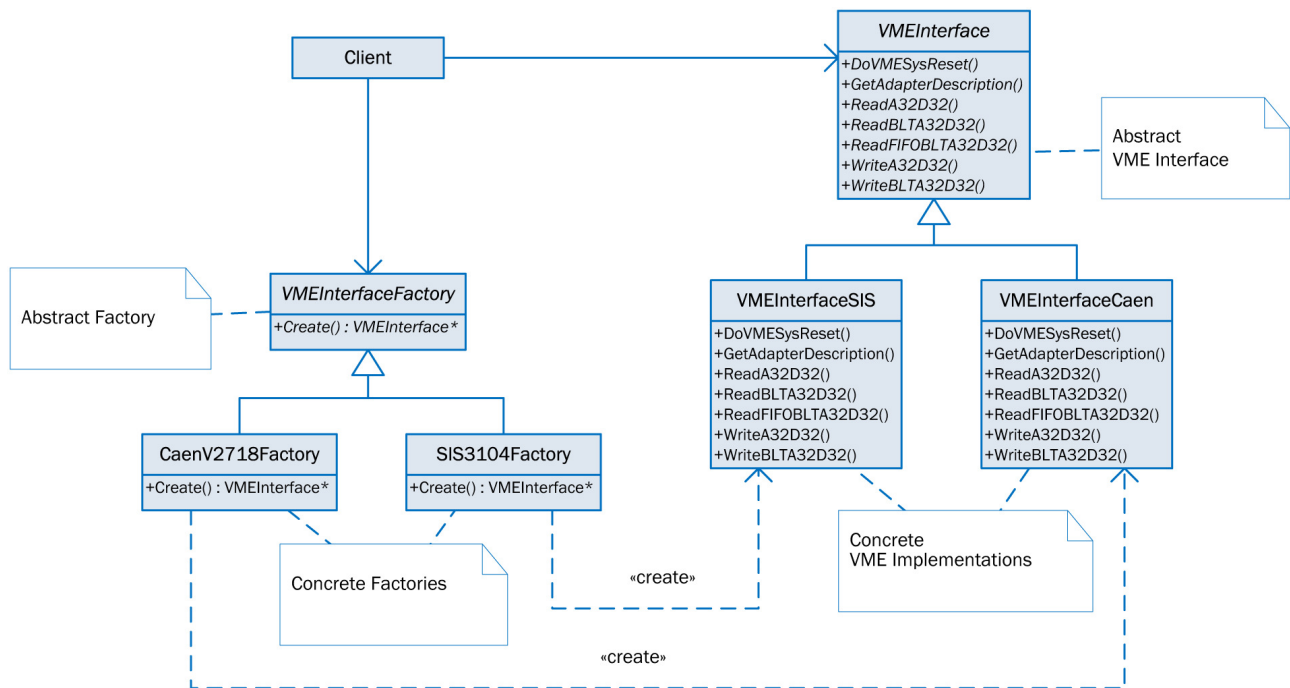 Client
VMEInterface
+DoVMESysReset()
+GetAdapterDescription()
+ReadA32D32()
+ReadBLTA32D32()
+ReadFIFOBLTA32D32()
+WriteA32D32()
+WriteBLTA32D32()
Abstract
VME Interface
Abstract Factory
VMEInterfaceFactory
+Create() : VMEInterface*
VMEInterfaceSIS
+DoVMESysReset()
+GetAdapterDescription()
+ReadA32D32()
+ReadBLTA32D32()
+ReadFIFOBLTA32D32()
+WriteA32D32()
+WriteBLTA32D32()
VMEInterfaceCaen
+DoVMESysReset()
+GetAdapterDescription()
+ReadA32D32()
+ReadBLTA32D32()
+ReadFIFOBLTA32D32()
+WriteA32D32()
+WriteBLTA32D32()
CaenV2718Factory
+Create() : VMEInterface*
SIS3104Factory
+Create() : VMEInterface*
Concrete Factories
Concrete
VME Implementations
«create»
«create»